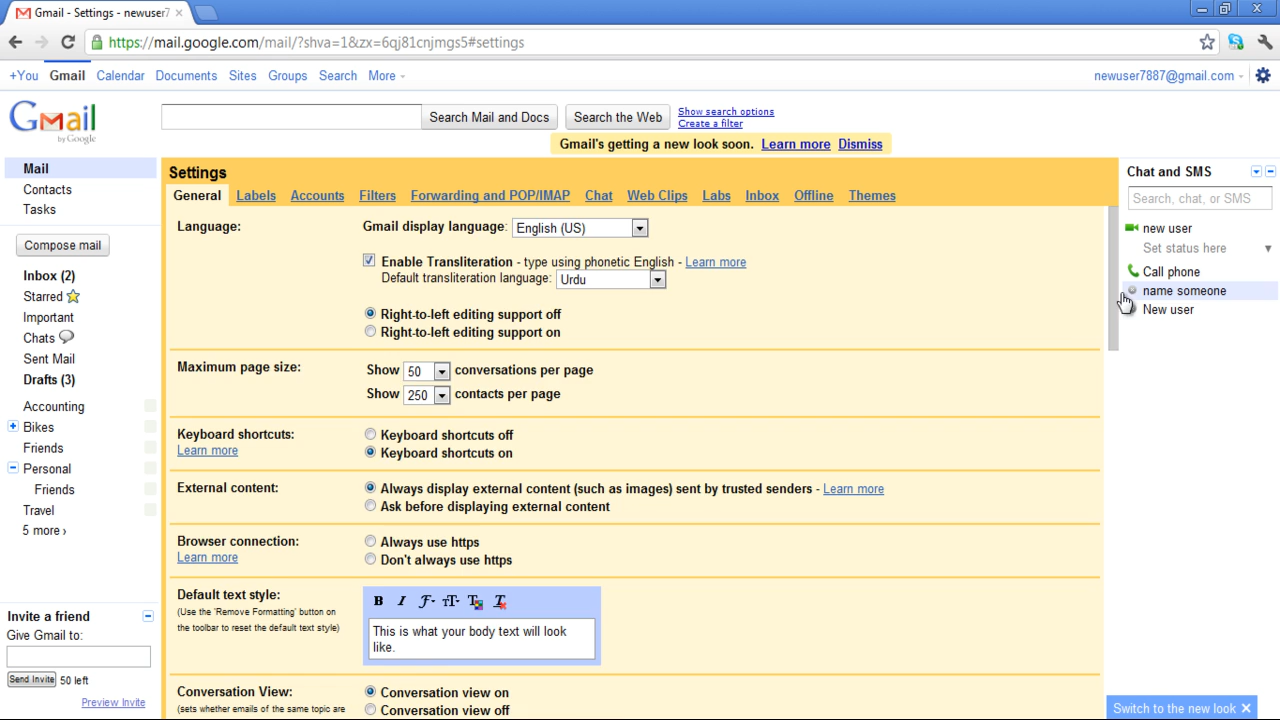 Gmail - Settings - newuser7
https://mail.google.com/mail/?shva=1&zx=6qj81cnjmgs5#settings
+You Gmail Calendar Documents Sites Groups Search More
newuser7887@gmail.com
Gmail by Google
Search Mail and Docs
Search the Web
Show search options
Create a filter
Gmail's getting a new look soon. Learn more Dismiss
Mail
Contacts
Tasks
Compose mail
Inbox (2)
Starred
Important
Chats
Sent Mail
Drafts (3)
Accounting
Bikes
Friends
Personal
Friends
Travel
5 more ›
Invite a friend
Give Gmail to:
Send Invite 50 left
Preview Invite
Settings
General Labels Accounts Filters Forwarding and POP/IMAP Chat Web Clips Labs Inbox Offline Themes
Language:
Gmail display language: English (US)
Enable Transliteration - type using phonetic English - Learn more
Default transliteration language: Urdu
Right-to-left editing support off
Right-to-left editing support on
Maximum page size:
Show 50 conversations per page
Show 250 contacts per page
Keyboard shortcuts:
Learn more
Keyboard shortcuts off
Keyboard shortcuts on
External content:
Always display external content (such as images) sent by trusted senders - Learn more
Ask before displaying external content
Browser connection:
Learn more
Always use https
Don't always use https
Default text style:
(Use the 'Remove Formatting' button on
the toolbar to reset the default text style)
This is what your body text will look
like.
Conversation View:
(sets whether emails of the same topic are
Conversation view on
Conversation view off
Chat and SMS
Search, chat, or SMS
new user
Set status here
Call phone
name someone
New user
Switch to the new look